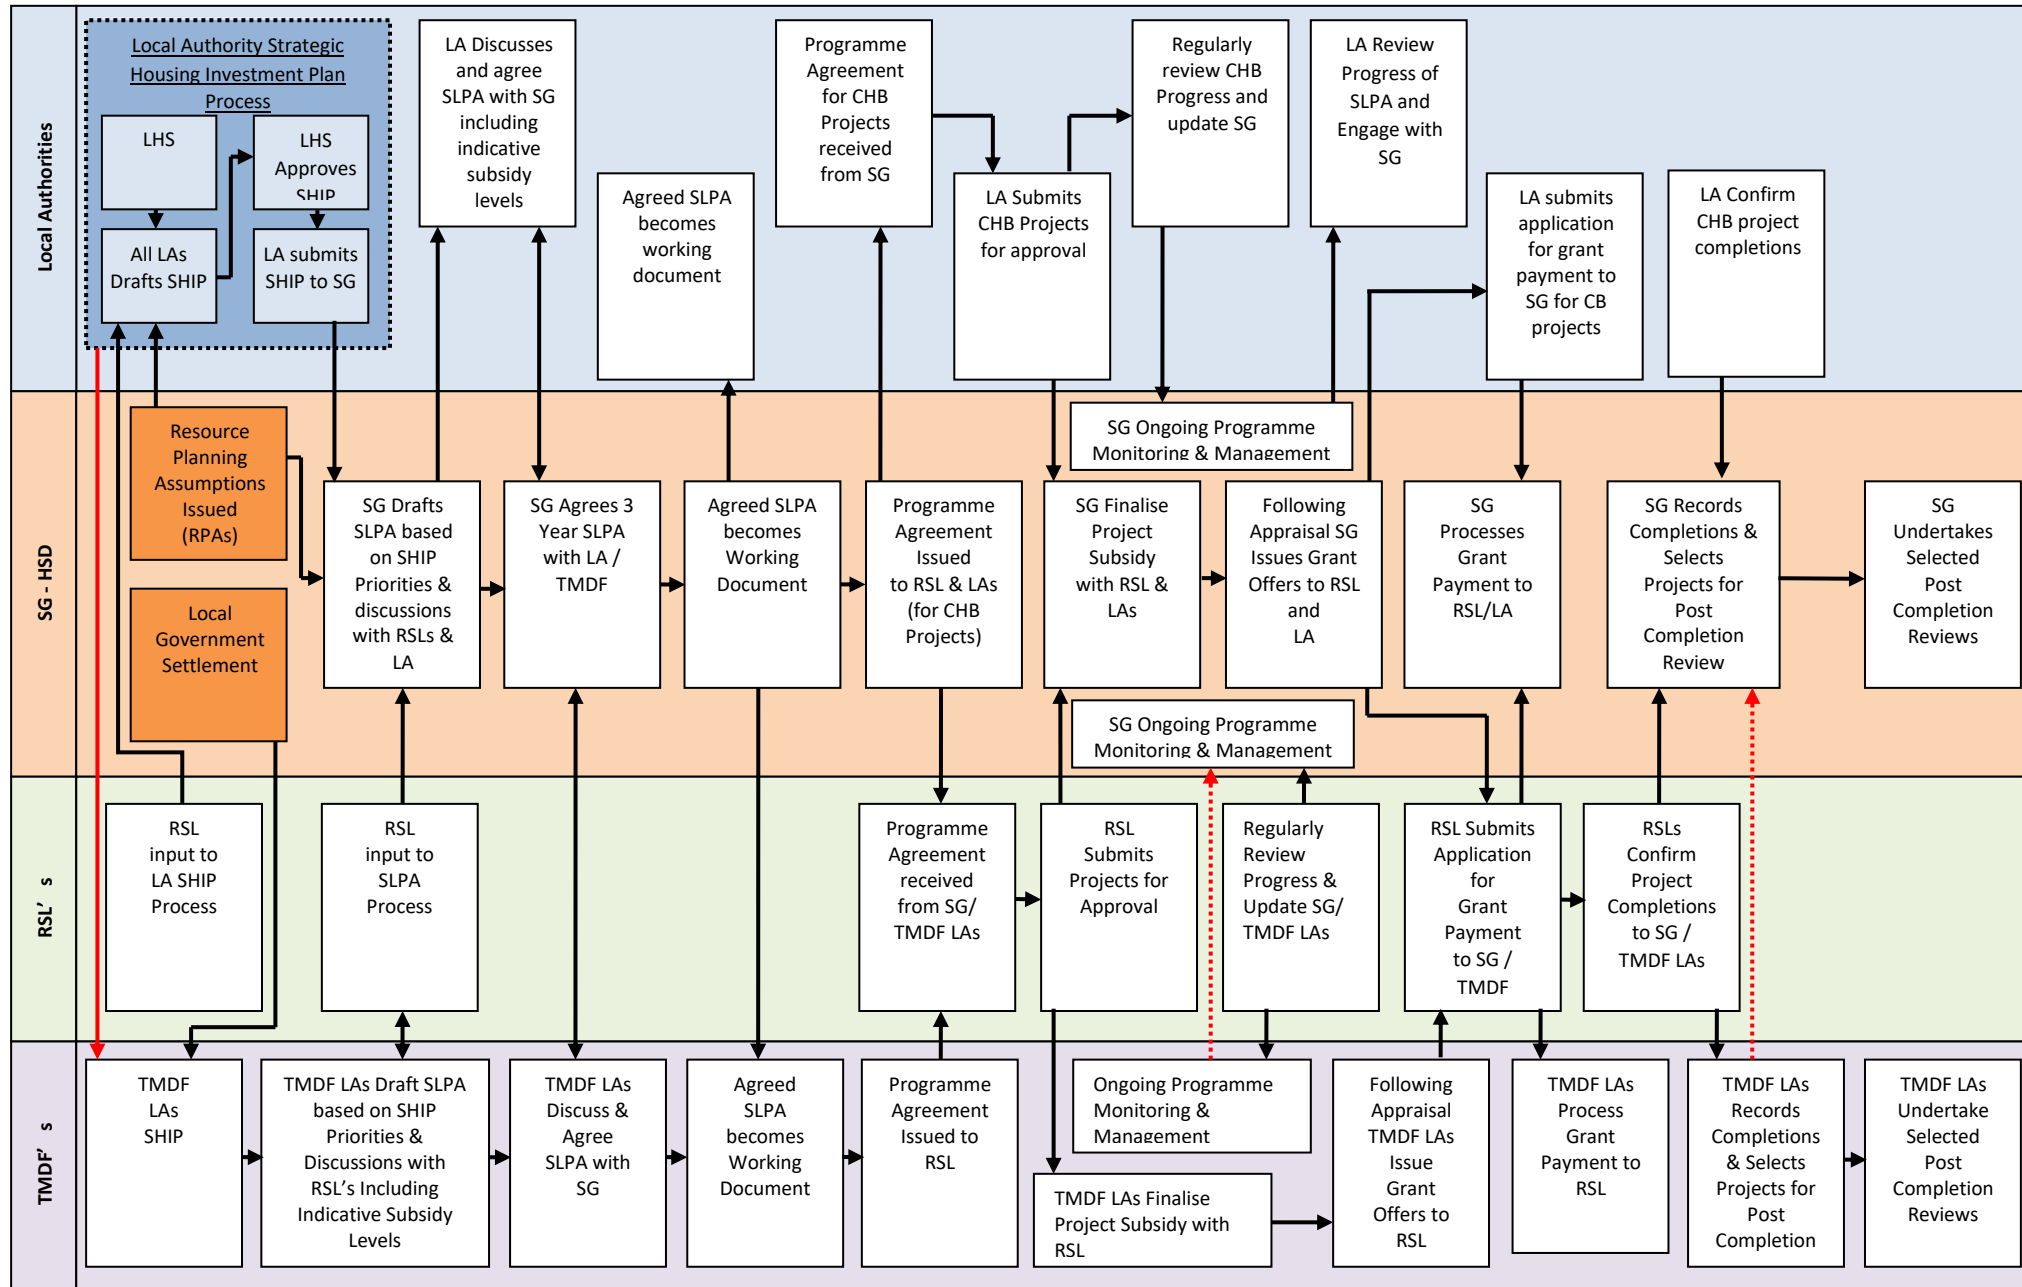 Local Authorities
Local Authority Strategic
Housing Investment Plan
Process
LHS
LHS
Approves
SHIP
All LAs
Drafts SHIP
LA submits
SHIP to SG
LA Discusses
and agree
SLPA with SG
including
indicative
subsidy
levels
Agreed SLPA
becomes
working
document
Programme
Agreement
for CHB
Projects
received
from SG
LA Submits
CHB Projects
for approval
Regularly
review CHB
Progress and
update SG
LA Review
Progress of
SLPA and
Engage with
SG
LA submits
application
for grant
payment to
SG for CB
projects
LA Confirm
CHB project
completions
SG - HSD
Resource
Planning
Assumptions
Issued
(RPAs)
Local
Government
Settlement
SG Drafts
SLPA based
on SHIP
Priorities &
discussions
with RSLs &
LA
SG Agrees 3
Year SLPA
with LA /
TMDF
Agreed SLPA
becomes
Working
Document
Programme
Agreement
Issued
to RSL & LAs
(for CHB
Projects)
SG Ongoing Programme
Monitoring & Management
SG Finalise
Project
Subsidy
with RSL &
LAs
Following
Appraisal SG
Issues Grant
Offers to RSL
and
LA
SG Ongoing Programme
Monitoring & Management
SG
Processes
Grant
Payment to
RSL/LA
SG Records
Completions &
Selects
Projects for
Post
Completion
Review
SG
Undertakes
Selected
Post
Completion
Reviews
RSL' s
RSL
input to
LA SHIP
Process
RSL
input to
SLPA
Process
Programme
Agreement
received
from SG/
TMDF LAs
RSL
Submits
Projects for
Approval
Regularly
Review
Progress &
Update SG/
TMDF LAs
RSL Submits
Application
for
Grant
Payment
to SG /
TMDF
RSLs
Confirm
Project
Completions
to SG /
TMDF LAs
TMDF' s
TMDF
LAs
SHIP
TMDF LAs Draft SLPA
based on SHIP
Priorities &
Discussions with
RSL's Including
Indicative Subsidy
Levels
TMDF LAs
Discuss &
Agree
SLPA with
SG
Agreed
SLPA
becomes
Working
Document
Programme
Agreement
Issued to
RSL
Ongoing Programme
Monitoring &
Management
TMDF LAs Finalise
Project Subsidy with
RSL
Following
Appraisal
TMDF LAs
Issue
Grant
Offers to
RSL
TMDF LAs
Process
Grant
Payment to
RSL
TMDF LAs
Records
Completions
& Selects
Projects for
Post
Completion
TMDF LAs
Undertake
Selected
Post
Completion
Reviews